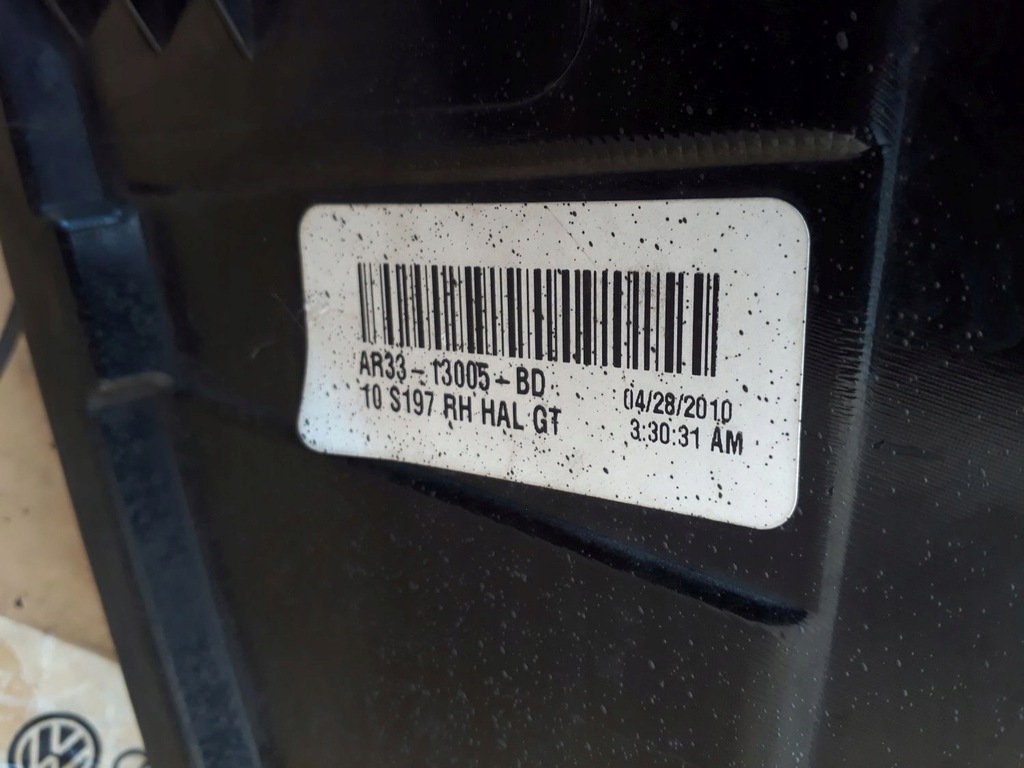 AR33-13005-BD
10 S197 RH HAL GT
04/28/2010
3:30:31 AM